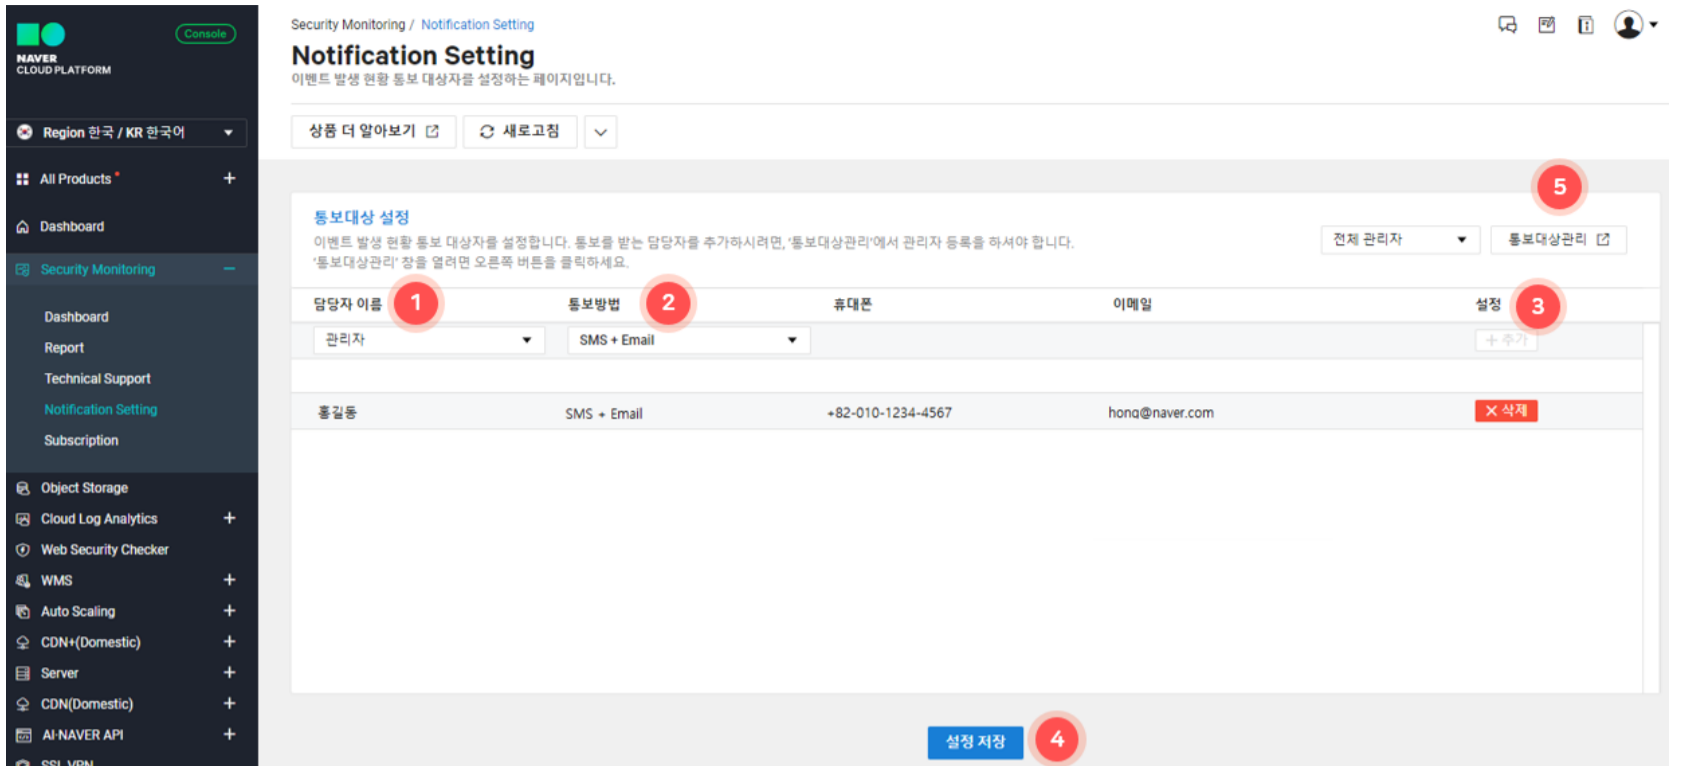 NAVER
CLOUD PLATFORM
Console
Region 한국 / KR 한국어
All Products
Dashboard
Security Monitoring
Dashboard
Report
Technical Support
Notification Setting
Subscription
Object Storage
Cloud Log Analytics
Web Security Checker
WMS
Auto Scaling
CDN+(Domestic)
Server
CDN(Domestic)
AI·NAVER API
SSL VPN
Security Monitoring / Notification Setting
Notification Setting
이벤트 발생 현황 통보 대상자를 설정하는 페이지입니다.
상품 더 알아보기 새로고침
5
통보대상 설정
이벤트 발생 현황 통보 대상자를 설정합니다. 통보를 받는 담당자를 추가하시려면, '통보대상관리'에서 관리자 등록을 하셔야 합니다.
'통보대상관리' 창을 열려면 오른쪽 버튼을 클릭하세요.
전체 관리자 통보대상관리
담당자 이름 1 통보방법 2 휴대폰 이메일 설정 3
관리자 SMS + Email + 추가
홍길동 SMS + Email +82-010-1234-4567 hong@naver.com × 삭제
설정 저장 4